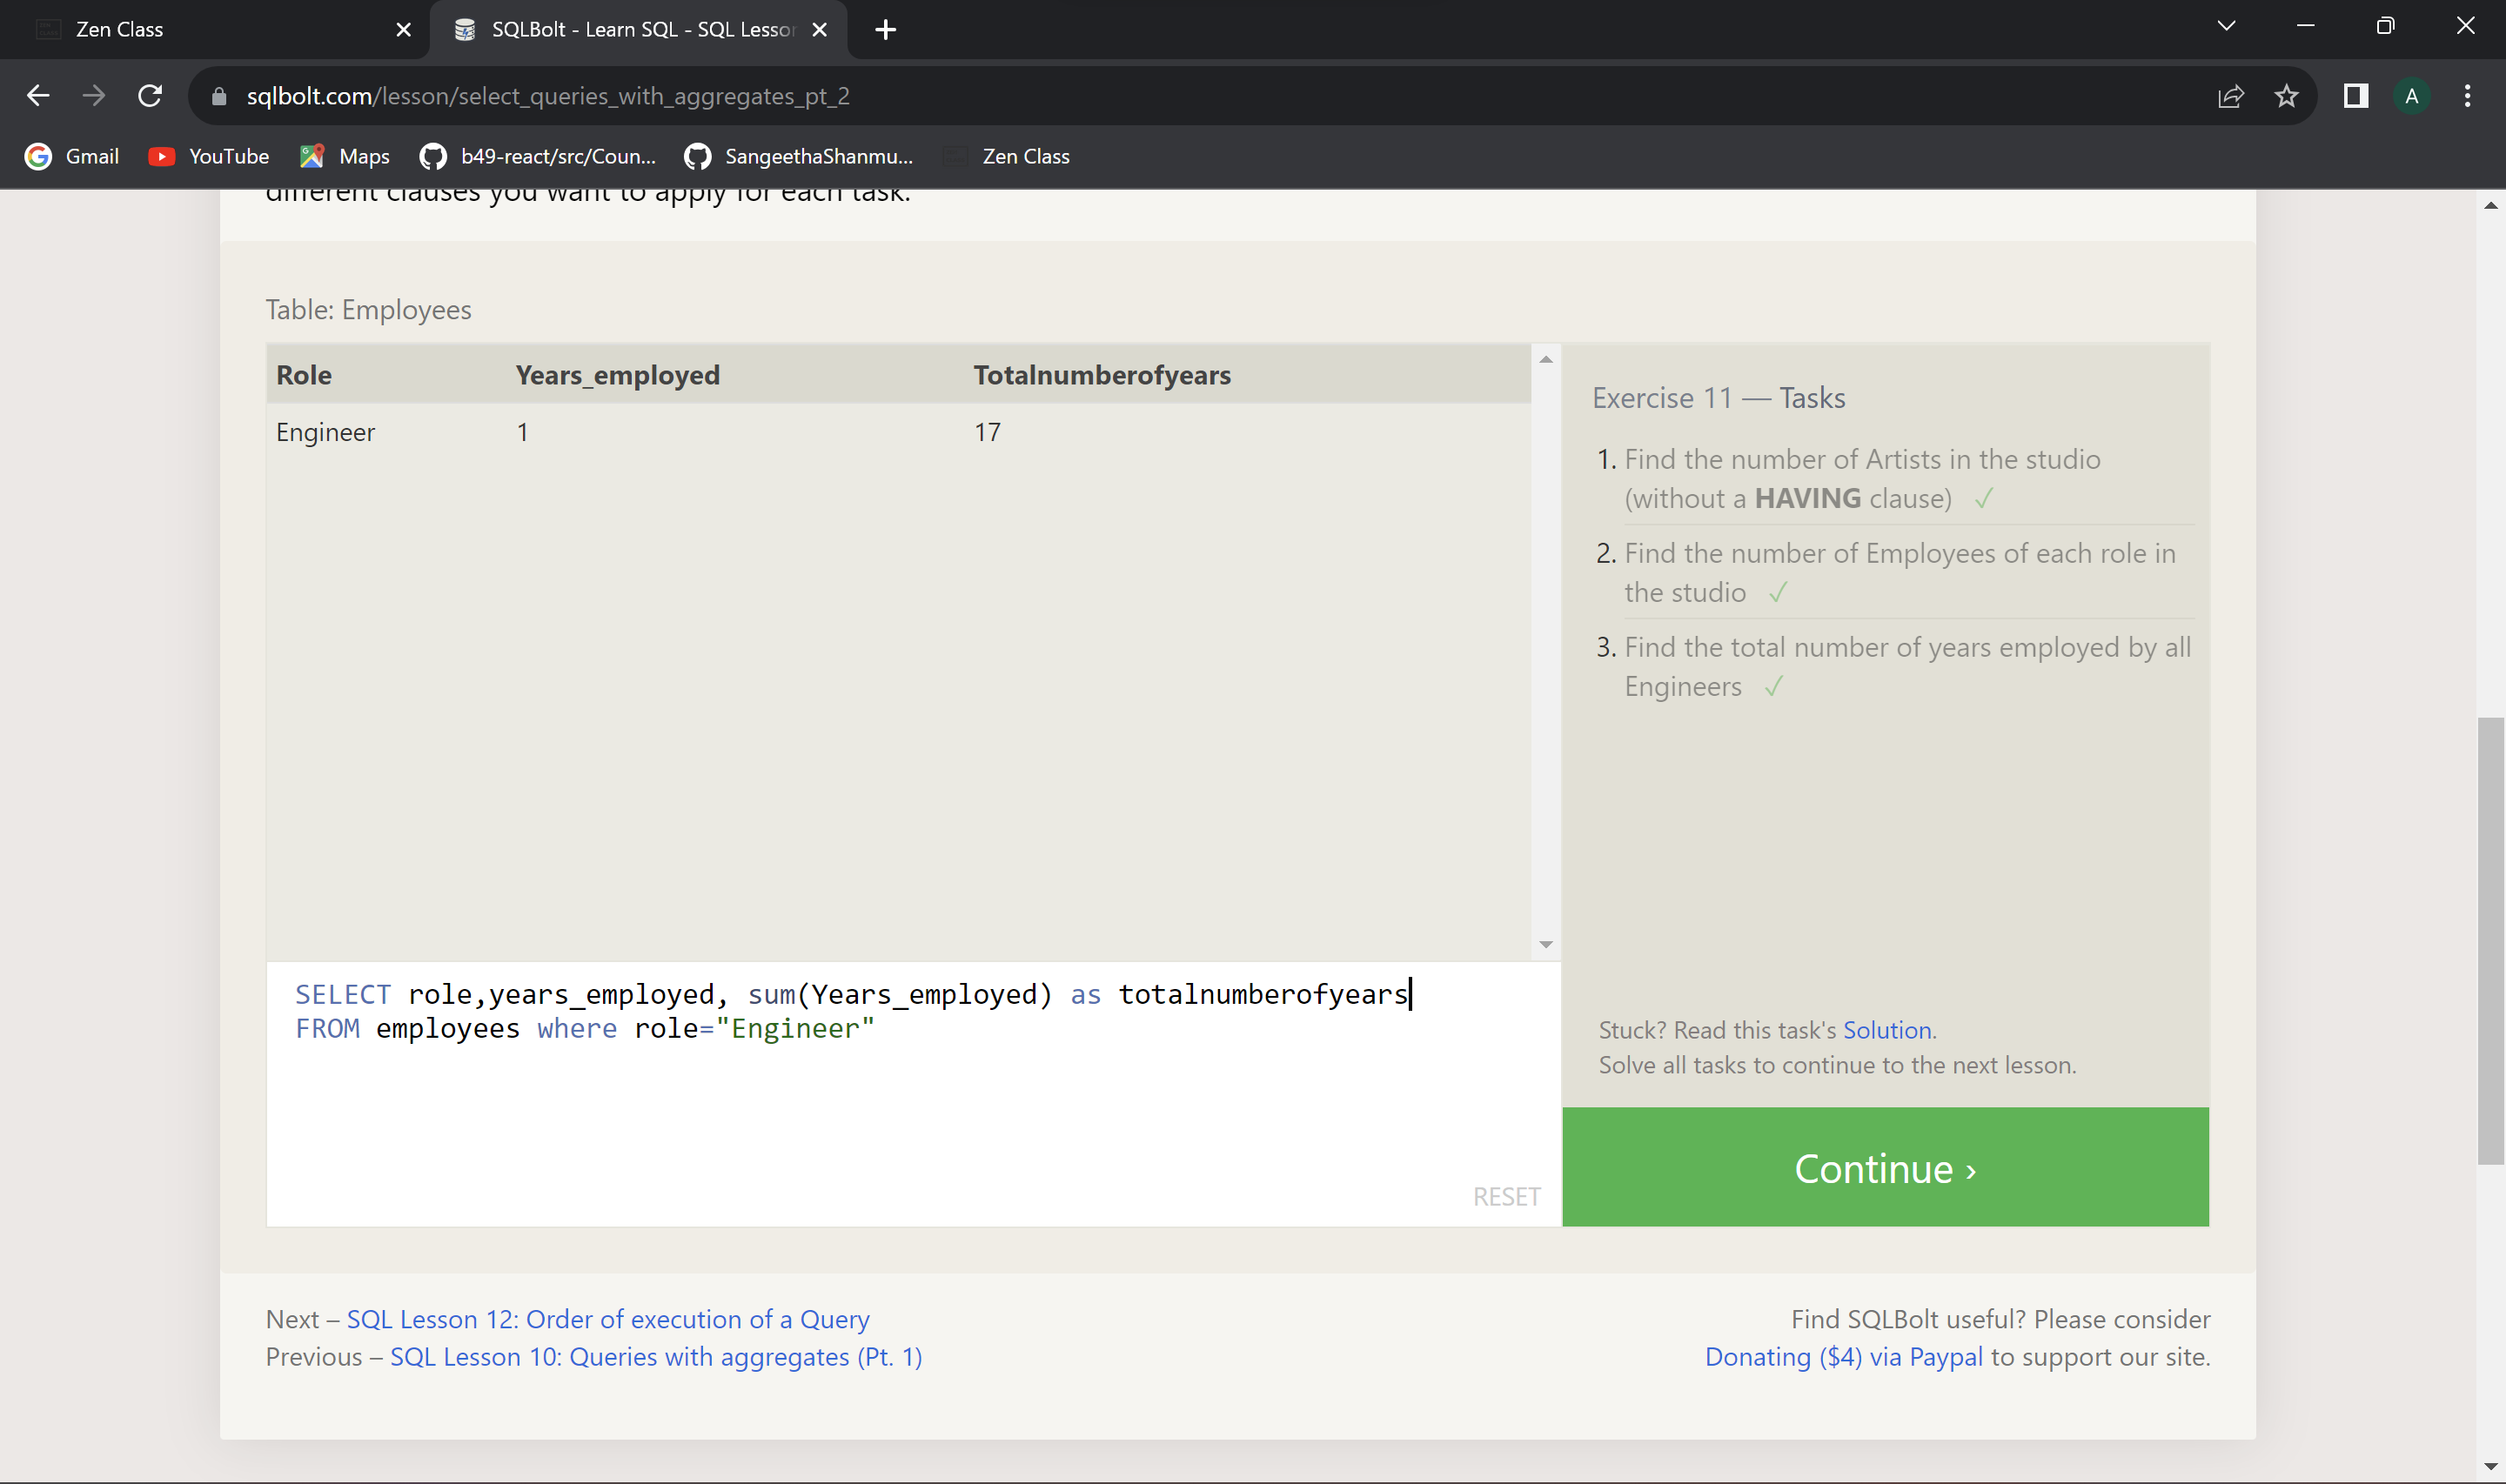 Zen Class
SQLBolt - Learn SQL - SQL Lesson
sqlbolt.com/lesson/select_queries_with_aggregates_pt_2
A
Gmail YouTube Maps b49-react/src/Coun... SangeethaShanmu... Zen Class
different clauses you want to apply for each task.
Table: Employees
Role Years_employed Totalnumberofyears
Engineer 1 17
SELECT role,years_employed, sum(Years_employed) as totalnumberofyears
FROM employees where role="Engineer"
RESET
Exercise 11 — Tasks
1. Find the number of Artists in the studio
(without a HAVING clause) ✓
2. Find the number of Employees of each role in
the studio ✓
3. Find the total number of years employed by all
Engineers ✓
Stuck? Read this task's Solution.
Solve all tasks to continue to the next lesson.
Continue ›
Next – SQL Lesson 12: Order of execution of a Query
Previous – SQL Lesson 10: Queries with aggregates (Pt. 1)
Find SQLBolt useful? Please consider
Donating ($4) via Paypal to support our site.